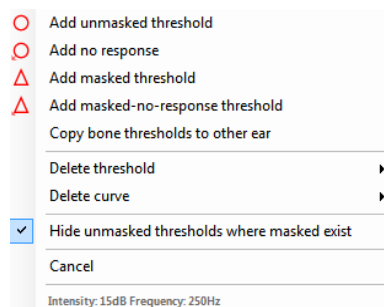 Add unmasked threshold
Add no response
Add masked threshold
Add masked-no-response threshold
Copy bone thresholds to other ear
Delete threshold
Delete curve
Hide unmasked thresholds where masked exist
Cancel
Intensity: 15dB Frequency: 250Hz